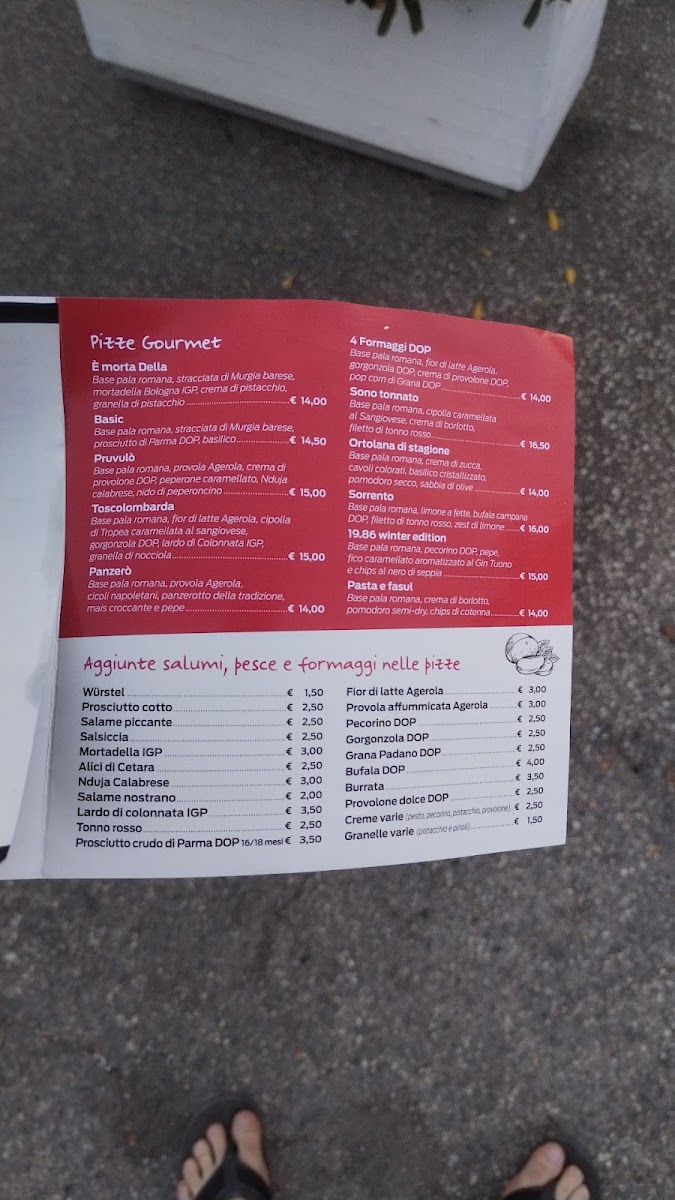 Pizze Gourmet
È morta Della
Base pala romana, stracciata di Murgia barese,
mortadella Bologna IGP, crema di pistacchio,
granella di pistacchio € 14,00
Basic
Base pala romana, stracciata di Murgia barese,
prosciutto di Parma DOP, basilico € 14,50
Pruvulò
Base pala romana, provola Agerola, crema di
provolone DOP, peperone caramellato, Nduja
calabrese, nido di peperoncino € 15,00
Toscolombarda
Base pala romana, fior di latte Agerola, cipolla
di Tropea caramellata al sangiovese,
gorgonzola DOP, lardo di Colonnata IGP,
granella di nocciola € 15,00
Panzerò
Base pala romana, provola Agerola,
cicoli napoletani, panzerotto della tradizione,
mais croccante e pepe € 14,00
4 Formaggi DOP
Base pala romana, fior di latte Agerola,
gorgonzola DOP, crema di provolone DOP,
pop corn di Grana DOP € 14,00
Sono tonnato
Base pala romana, cipolla caramellata
al Sangiovese, crema di borlotto,
filetto di tonno rosso € 16,50
Ortolana di stagione
Base pala romana, crema di zucca,
cavoli colorati, basilico cristallizzato,
pomodoro secco, sabbia di olive € 14,00
Sorrento
Base pala romana, limone a fette, bufala campana
DOP, filetto di tonno rosso, zest di limone € 16,00
19.86 winter edition
Base pala romana, pecorino DOP, pepe,
fico caramellato aromatizzato al Gin Tuono
e chips al nero di seppia € 15,00
Pasta e fasul
Base pala romana, crema di borlotto,
pomodoro semi-dry, chips di cotenna € 14,00
Aggiunte salumi, pesce e formaggi nelle pizze
Würstel € 1,50
Prosciutto cotto € 2,50
Salame piccante € 2,50
Salsiccia € 2,50
Mortadella IGP € 3,00
Alici di Cetara € 2,50
Nduja Calabrese € 3,00
Salame nostrano € 2,00
Lardo di colonnata IGP € 3,50
Tonno rosso € 2,50
Prosciutto crudo di Parma DOP 16/18 mesi € 3,50
Fior di latte Agerola € 3,00
Provola affummicata Agerola € 3,00
Pecorino DOP € 2,50
Gorgonzola DOP € 2,50
Grana Padano DOP € 2,50
Bufala DOP € 4,00
Burrata € 3,50
Provolone dolce DOP € 2,50
Creme varie (pesto, pecorino, pistacchio, provolone) € 2,50
Granelle varie (pistacchio e pinoli) € 1,50